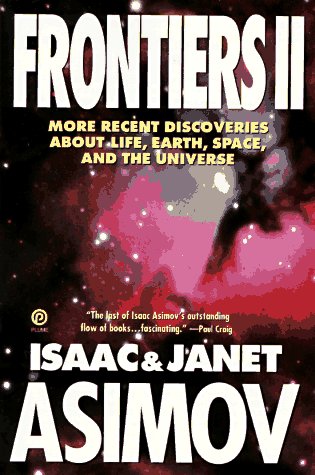 FRONTIERS II
MORE RECENT DISCOVERIES
ABOUT LIFE, EARTH, SPACE,
AND THE UNIVERSE
"The last of Isaac Asimov's outstanding
flow of books...fascinating." —Paul Craig
PLUME
ISAAC & JANET
ASIMOV